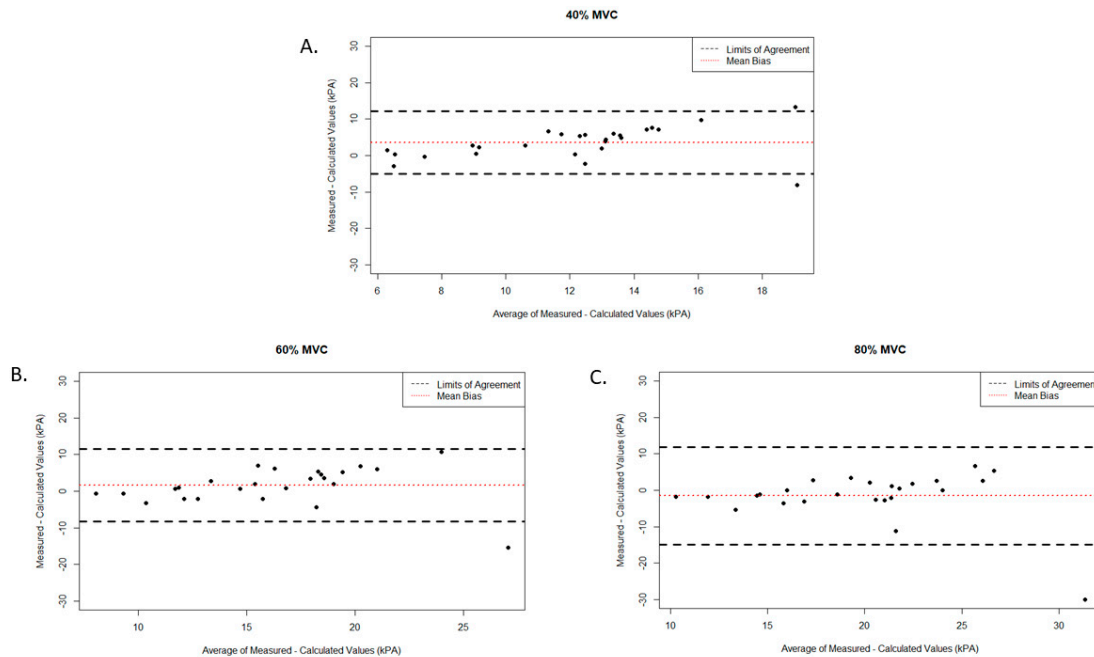 40% MVC
A.
30
20
10
0
-10
-20
-30
Measured - Calculated Values (kPA)
Limits of Agreement
Mean Bias
6 8 10 12 14 16 18
Average of Measured - Calculated Values (kPA)
60% MVC
B.
30
20
10
0
-10
-20
-30
Measured - Calculated Values (kPA)
Limits of Agreement
Mean Bias
10 15 20 25
Average of Measured - Calculated Values (kPA)
80% MVC
C.
30
20
10
0
-10
-20
-30
Measured - Calculated Values (kPA)
Limits of Agreement
Mean Bias
10 15 20 25 30
Average of Measured - Calculated Values (kPA)